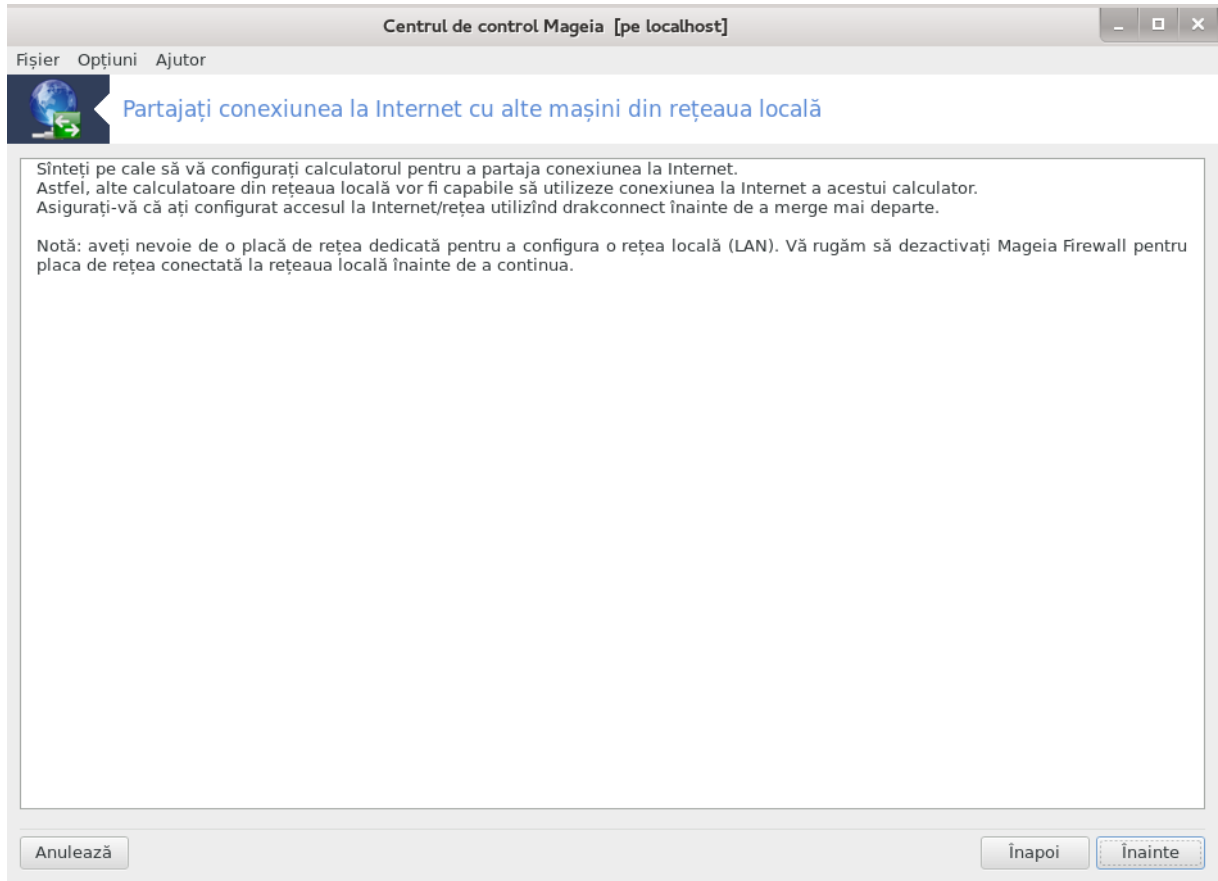 Centrul de control Mageia [pe localhost]
Fișier Opțiuni Ajutor
Partajați conexiunea la Internet cu alte mașini din rețeaua locală
Sînteți pe cale să vă configurați calculatorul pentru a partaja conexiunea la Internet.
Astfel, alte calculatoare din rețeaua locală vor fi capabile să utilizeze conexiunea la Internet a acestui calculator.
Asigurați-vă că ați configurat accesul la Internet/rețea utilizînd drakconnect înainte de a merge mai departe.
Notă: aveți nevoie de o placă de rețea dedicată pentru a configura o rețea locală (LAN). Vă rugăm să dezactivați Mageia Firewall pentru
placa de rețea conectată la rețeaua locală înainte de a continua.
Anulează Înapoi Înainte